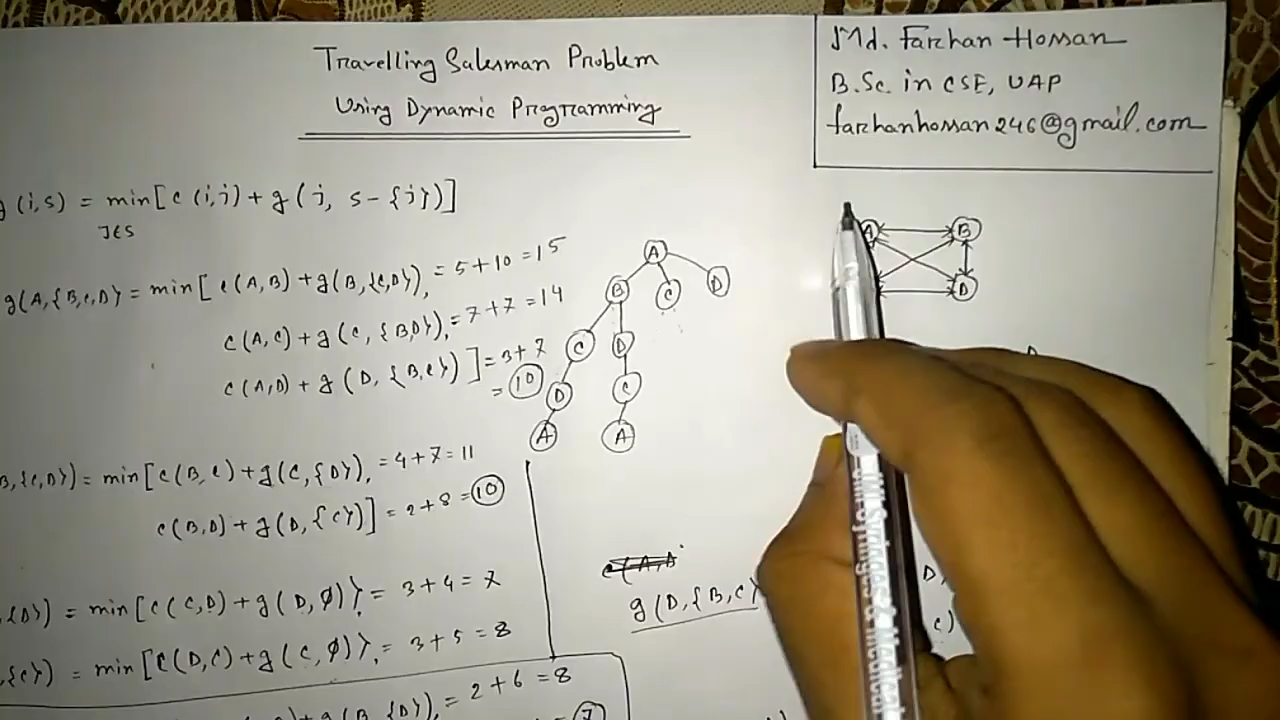 Travelling Salesman Problem
Using Dynamic Programming
Md. Farhan Hossan
B.Sc. in CSE, UAP
farhanhossan246@gmail.com
g(i,s) = min[c(i,j)+g(j, s-{j})]
J∈S
g(A,{B,C,D} = min[c(A,B)+g(B,{C,D}), = 5+10 = 15
c(A,C)+g(C,{B,D}), = 7+7 = 14
c(A,D)+g(D,{B,C})] = 3+7
= 10
B,{C,D}) = min[c(B,C)+g(C,{D}), = 4+7 = 11
c(B,D)+g(D,{C})] = 2+8 = 10
,{D}) = min[c(C,D)+g(D,Ø)}, = 3+4 = 7
,{C}) = min[c(D,C)+g(C,Ø)}, = 3+5 = 8
)+g(B,{D}), = 2+6 = 8
7
A
B C D
C D
D C
A A
A B
D
c(A,D
g(D,{B,C}
D,
C)